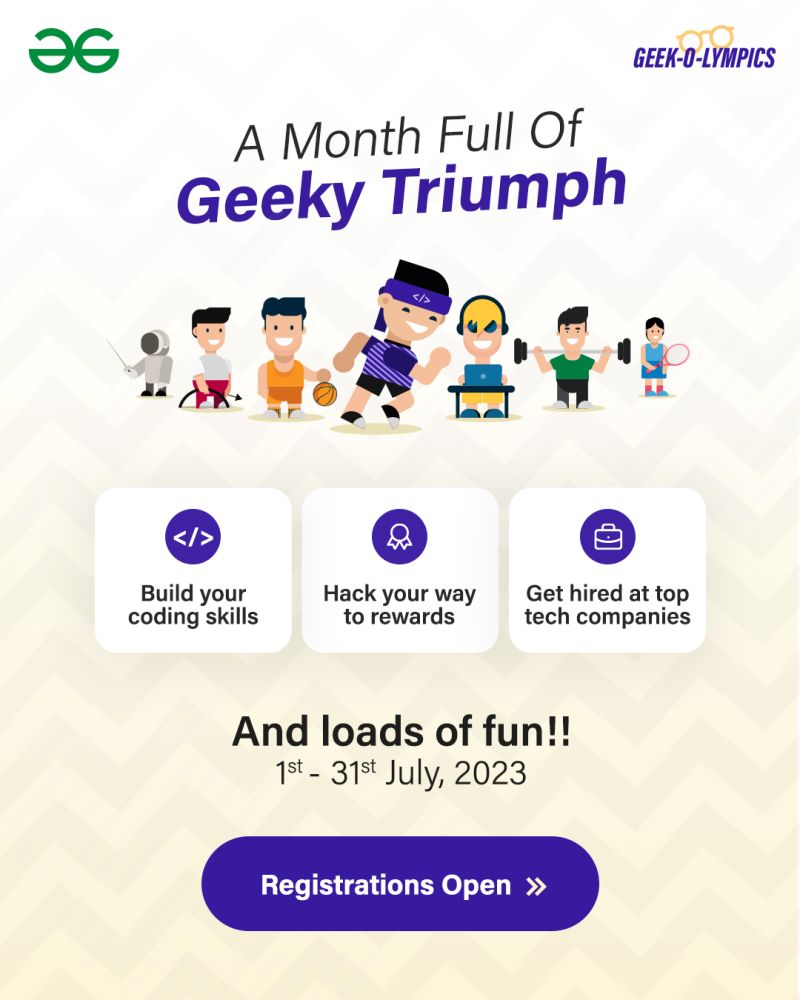 GEEK-O-LYMPICS
A Month Full Of
Geeky Triumph
</>
</>
Build your
coding skills
Hack your way
to rewards
Get hired at top
tech companies
And loads of fun!!
1st - 31st July, 2023
Registrations Open »